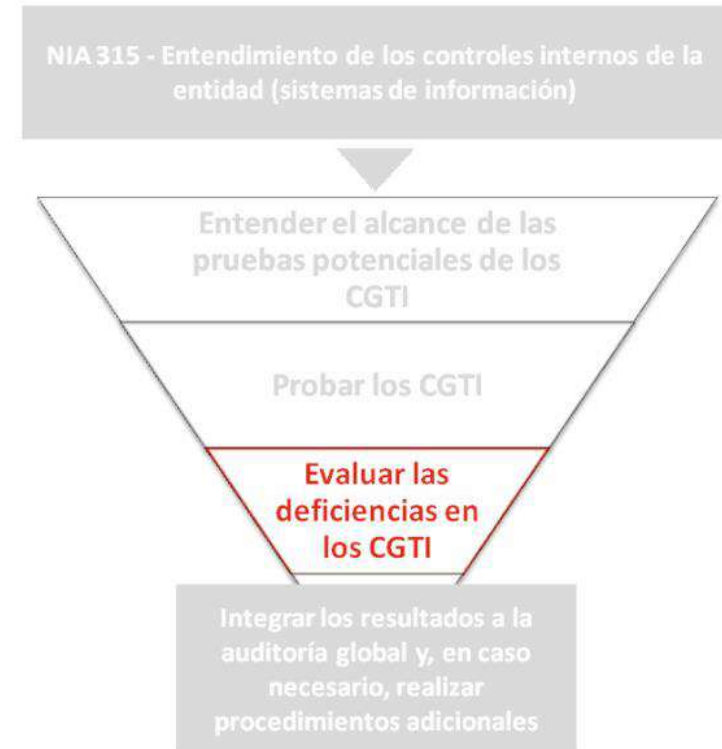 NIA 315 - Entendimiento de los controles internos de la
entidad (sistemas de información)
Entender el alcance de las
pruebas potenciales de los
CGTI
Probar los CGTI
Evaluar las
deficiencias en
los CGTI
Integrar los resultados a la
auditoría global y, en caso
necesario, realizar
procedimientos adicionales